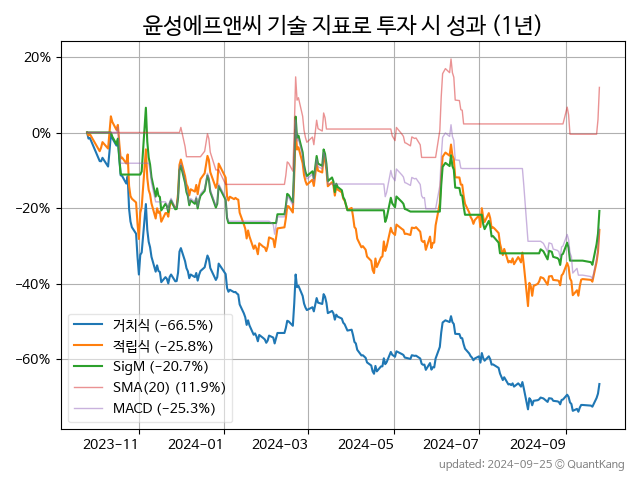 윤성에프앤씨 기술 지표로 투자 시 성과 (1년)
20%
0%
−20%
−40%
−60%
거치식 (−66.5%)
적립식 (−25.8%)
SigM (−20.7%)
SMA(20) (11.9%)
MACD (−25.3%)
2023−11 2024−01 2024−03 2024−05 2024−07 2024−09
updated: 2024−09−25 © QuantKang